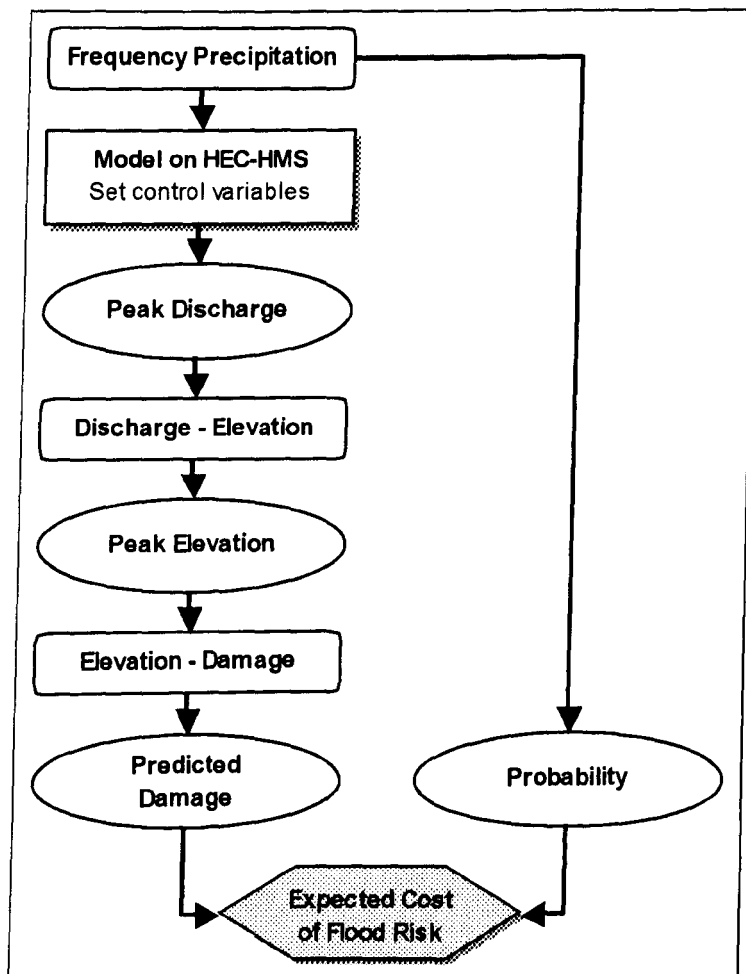 Frequency Precipitation
Model on HEC-HMS
Set control variables
Peak Discharge
Discharge - Elevation
Peak Elevation
Elevation - Damage
Predicted
Damage
Probability
Expected Cost
of Flood Risk